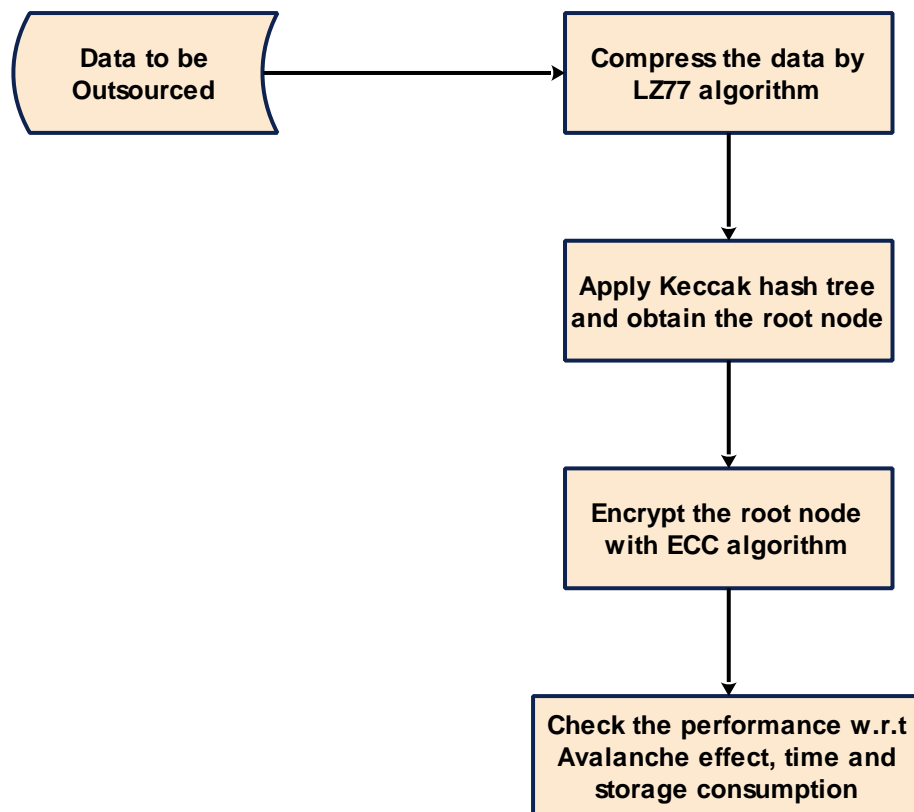 Data to be
Outsourced
Compress the data by
LZ77 algorithm
Apply Keccak hash tree
and obtain the root node
Encrypt the root node
with ECC algorithm
Check the performance w.r.t
Avalanche effect, time and
storage consumption